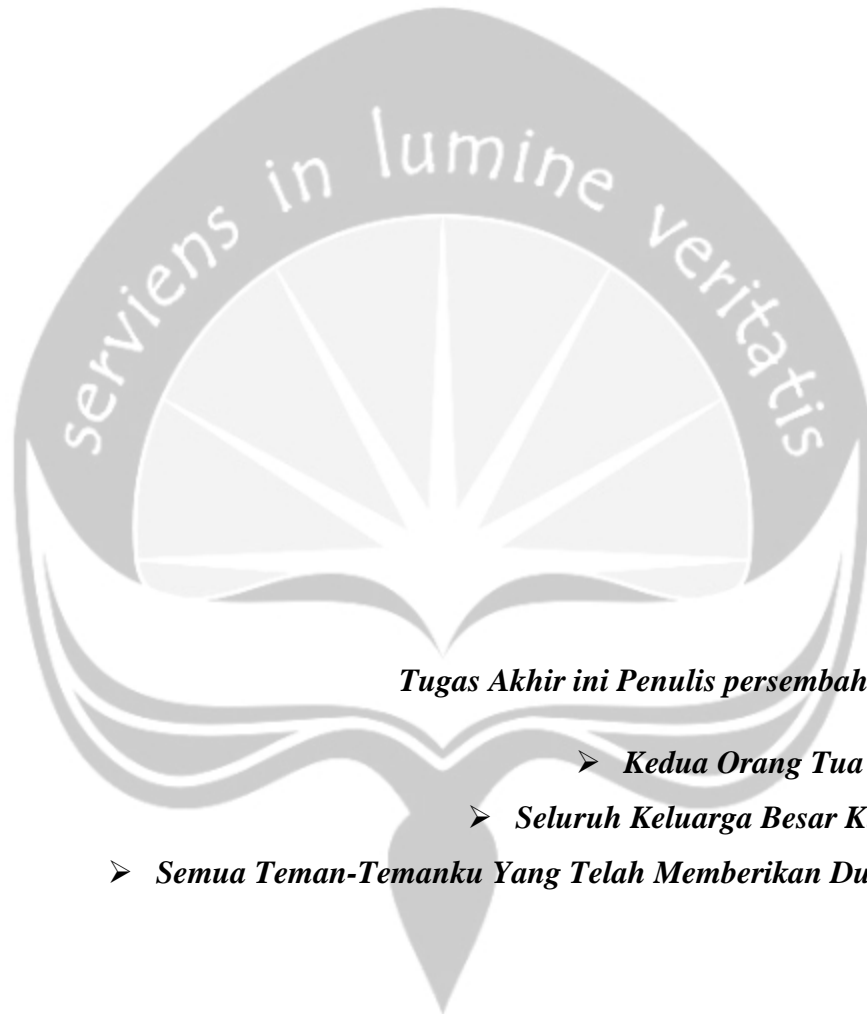 serviens in lumine veritatis
Tugas Akhir ini Penulis persembah
➢ Kedua Orang Tua
➢ Seluruh Keluarga Besar K
➢ Semua Teman-Temanku Yang Telah Memberikan Du